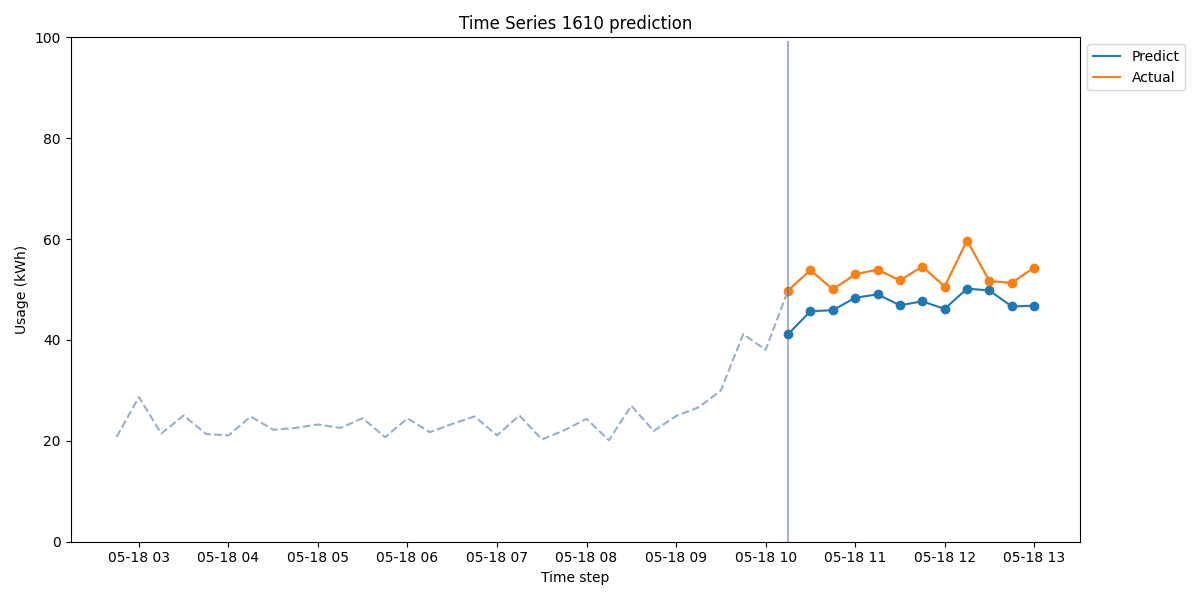 Time Series 1610 prediction
100
80
60
40
20
0
Usage (kWh)
05-18 03 05-18 04 05-18 05 05-18 06 05-18 07 05-18 08 05-18 09 05-18 10 05-18 11 05-18 12 05-18 13
Time step
Predict
Actual